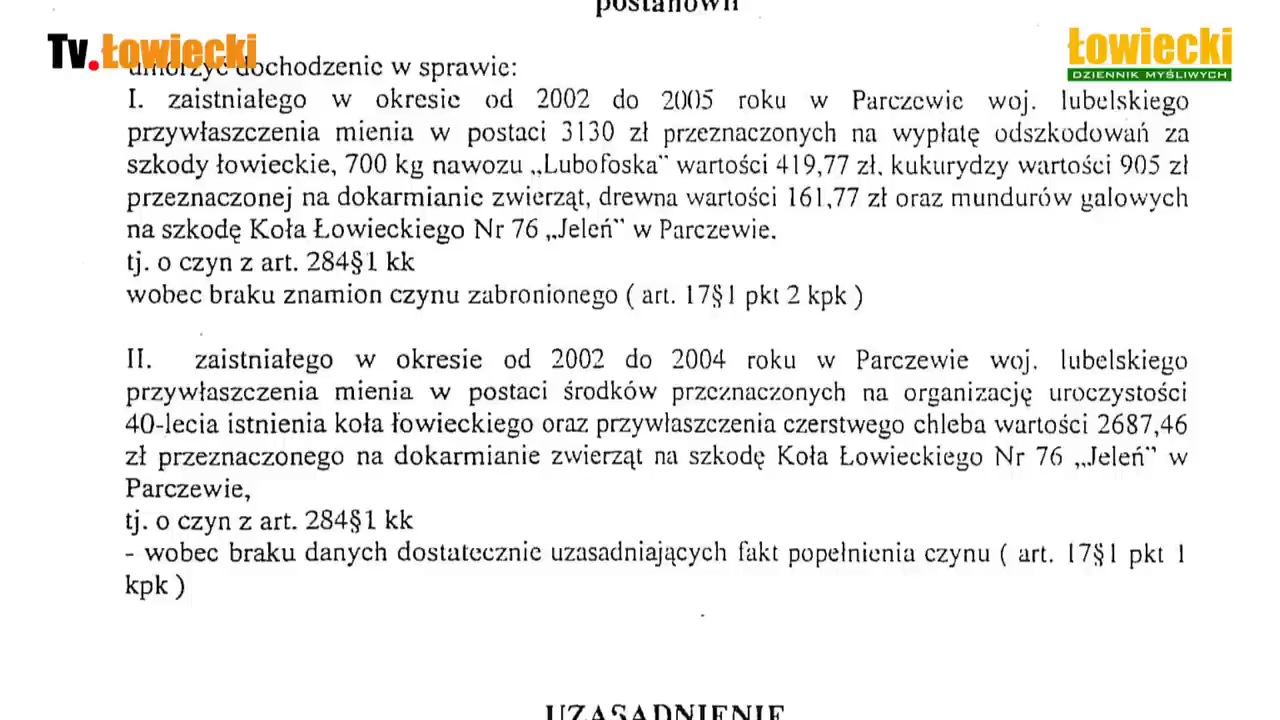 postanowił
Tv.Łowiecki
Łowiecki
DZIENNIK MYŚLIWYCH
umorzyć dochodzenie w sprawie:
I. zaistniałego w okresie od 2002 do 2005 roku w Parczewie woj. lubelskiego
przywłaszczenia mienia w postaci 3130 zł przeznaczonych na wypłatę odszkodowań za
szkody łowieckie, 700 kg nawozu „Lubofoska" wartości 419,77 zł, kukurydzy wartości 905 zł
przeznaczonej na dokarmianie zwierząt, drewna wartości 161,77 zł oraz mundurów galowych
na szkodę Koła Łowieckiego Nr 76 „Jeleń" w Parczewie.
tj. o czyn z art. 284§1 kk
wobec braku znamion czynu zabronionego ( art. 17§1 pkt 2 kpk )
II. zaistniałego w okresie od 2002 do 2004 roku w Parczewie woj. lubelskiego
przywłaszczenia mienia w postaci środków przeznaczonych na organizację uroczystości
40-lecia istnienia koła łowieckiego oraz przywłaszczenia czerstwego chleba wartości 2687,46
zł przeznaczonego na dokarmianie zwierząt na szkodę Koła Łowieckiego Nr 76 „Jeleń" w
Parczewie,
tj. o czyn z art. 284§1 kk
- wobec braku danych dostatecznie uzasadniających fakt popełnienia czynu ( art. 17§1 pkt 1
kpk )
UZASADNIENIE